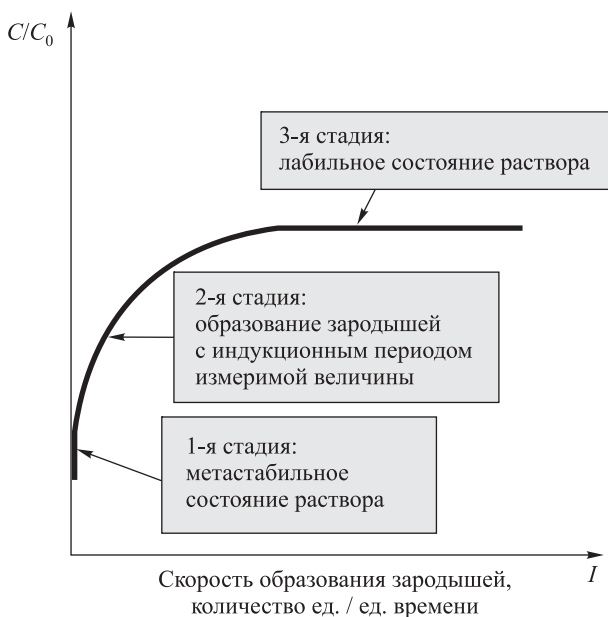 C/C₀
3-я стадия:
лабильное состояние раствора
2-я стадия:
образование зародышей
с индукционным периодом
измеримой величины
1-я стадия:
метастабильное
состояние раствора
Скорость образования зародышей,
количество ед. / ед. времени
I